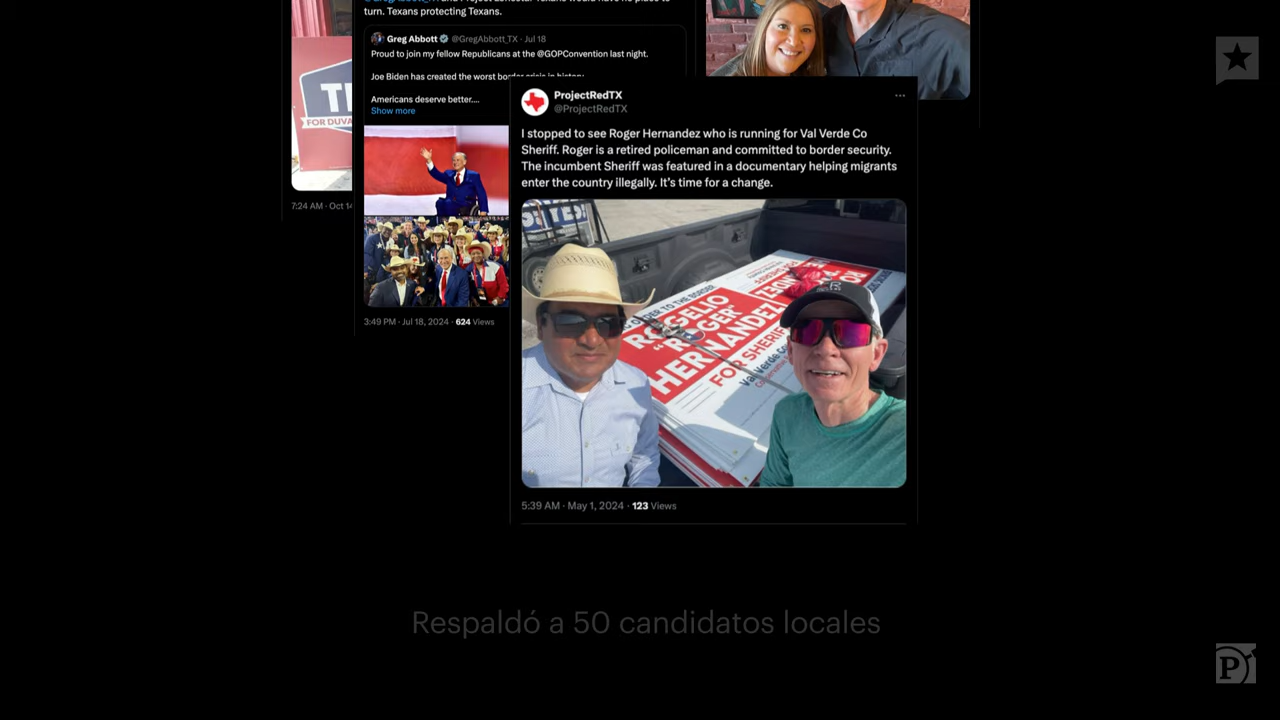 turn. Texans protecting Texans.
Greg Abbott @GregAbbott_TX · Jul 18
Proud to join my fellow Republicans at the @GOPConvention last night.
Joe Biden has created the worst border crisis in history.
Americans deserve better....
Show more
FOR DUVA
7:24 AM · Oct 14
3:49 PM · Jul 18, 2024 · 624 Views
ProjectRedTX
@ProjectRedTX
I stopped to see Roger Hernandez who is running for Val Verde Co
Sheriff. Roger is a retired policeman and committed to border security.
The incumbent Sheriff was featured in a documentary helping migrants
enter the country illegally. It's time for a change.
ROGELIO
"ROGER"
HERNANDEZ
FOR SHERIFF
Val Verde Co
5:39 AM · May 1, 2024 · 123 Views
Respaldó a 50 candidatos locales
P